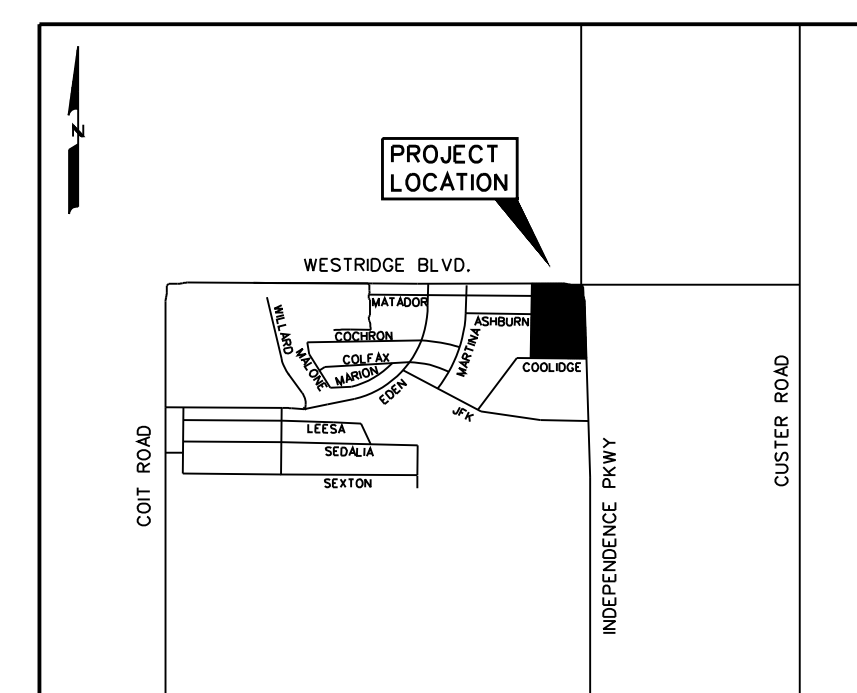 N
PROJECT
LOCATION
WESTRIDGE BLVD.
MATADOR
WILLARD
ASHBURN
COCHRON
MARTINA
MALONE
COLFAX
COOLIDGE
MARION
EDEN
JFK
LEESA
SEDALIA
SEXTON
COIT ROAD
CUSTER ROAD
INDEPENDENCE PKWY